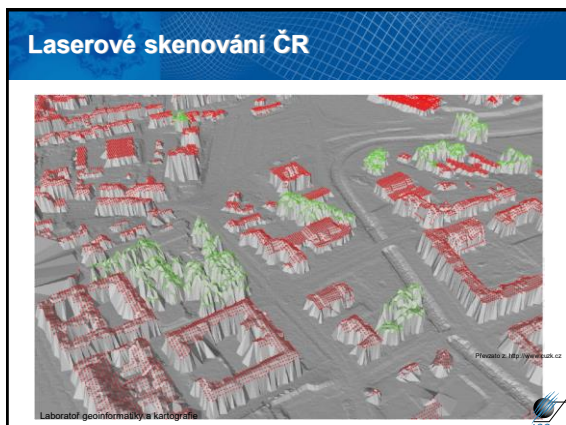 Laserové skenování ČR
Převzato z: http://www.cuzk.cz
Laboratoř geoinformatiky a kartografie